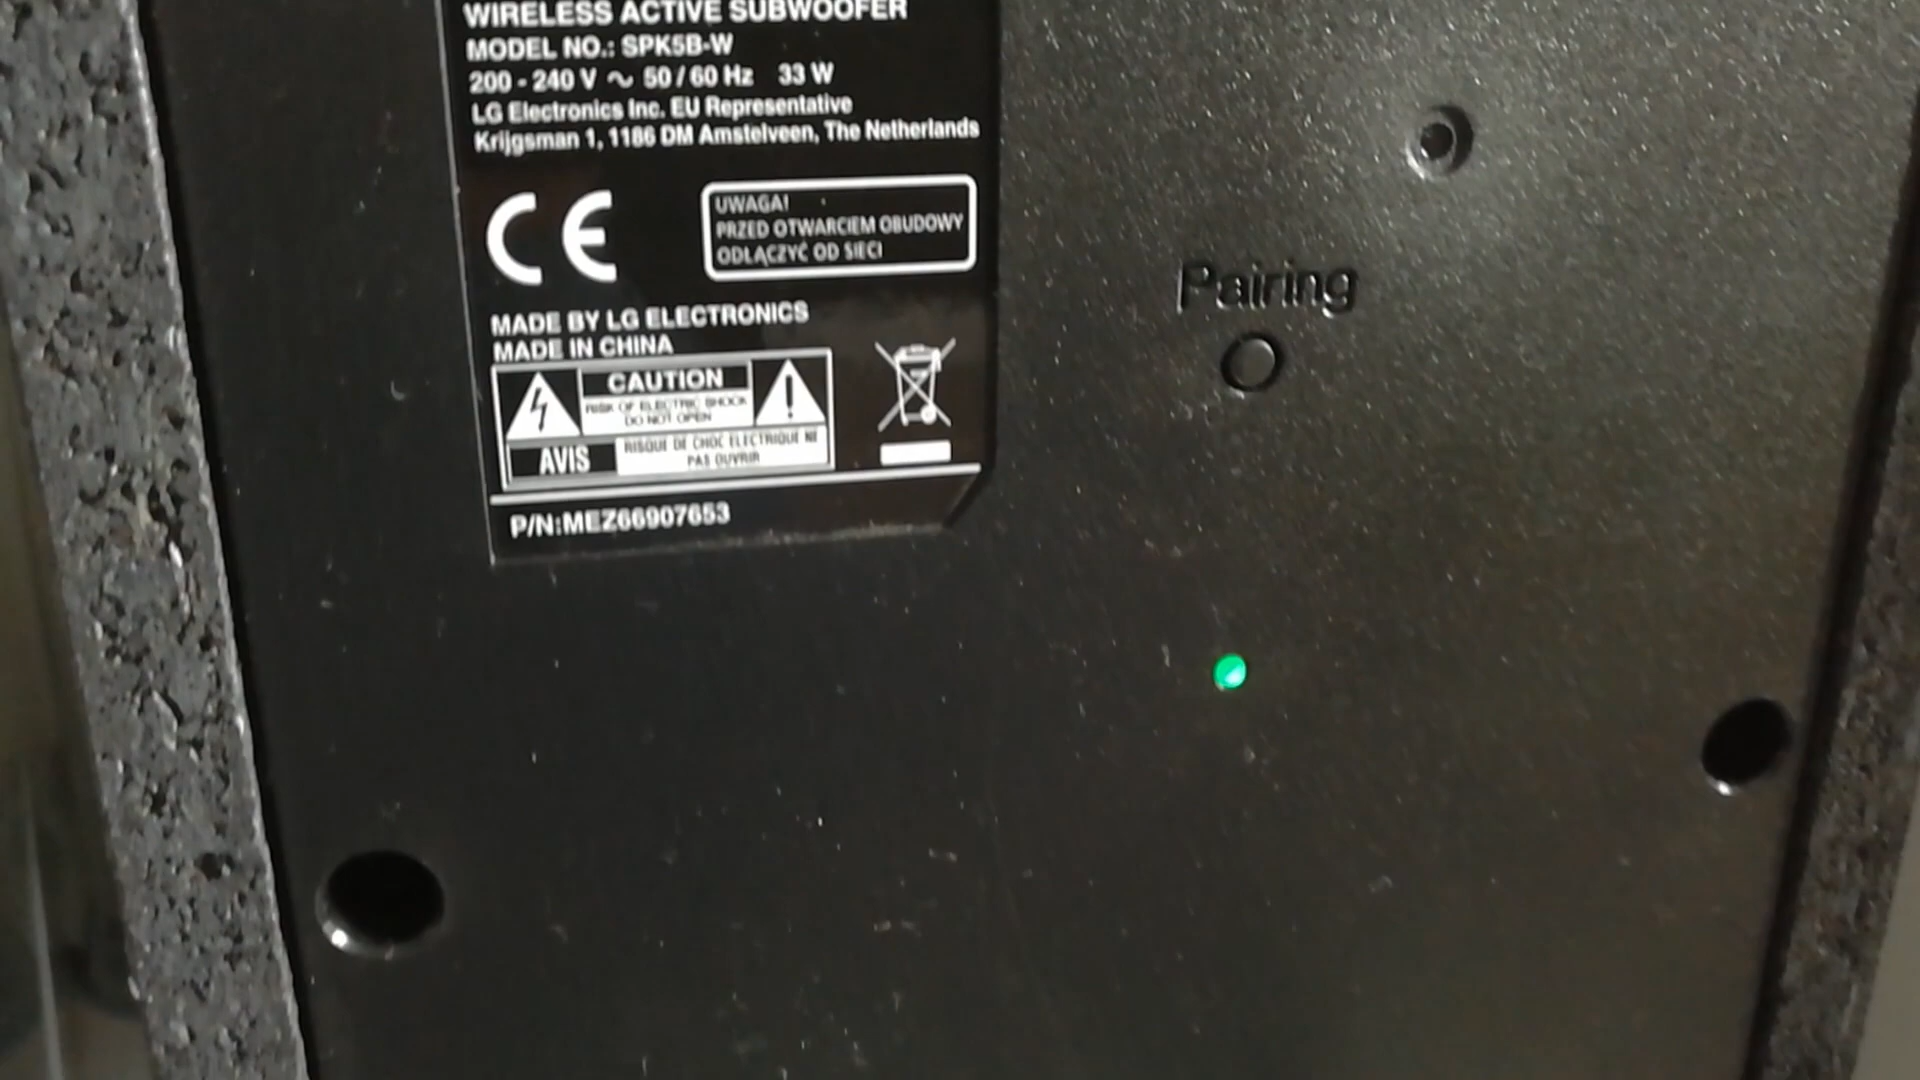 WIRELESS ACTIVE SUBWOOFER
MODEL NO.: SPK5B-W
200 - 240 V ∿ 50 / 60 Hz 33 W
LG Electronics Inc. EU Representative
Krijgsman 1, 1186 DM Amstelveen, The Netherlands
CE
UWAGA!
PRZED OTWARCIEM OBUDOWY
ODŁĄCZYĆ OD SIECI
MADE BY LG ELECTRONICS
MADE IN CHINA
CAUTION
RISK OF ELECTRIC SHOCK
DO NOT OPEN
AVIS
RISQUE DE CHOC ELECTRIQUE NE
PAS OUVRIR
P/N:MEZ66907653
Pairing